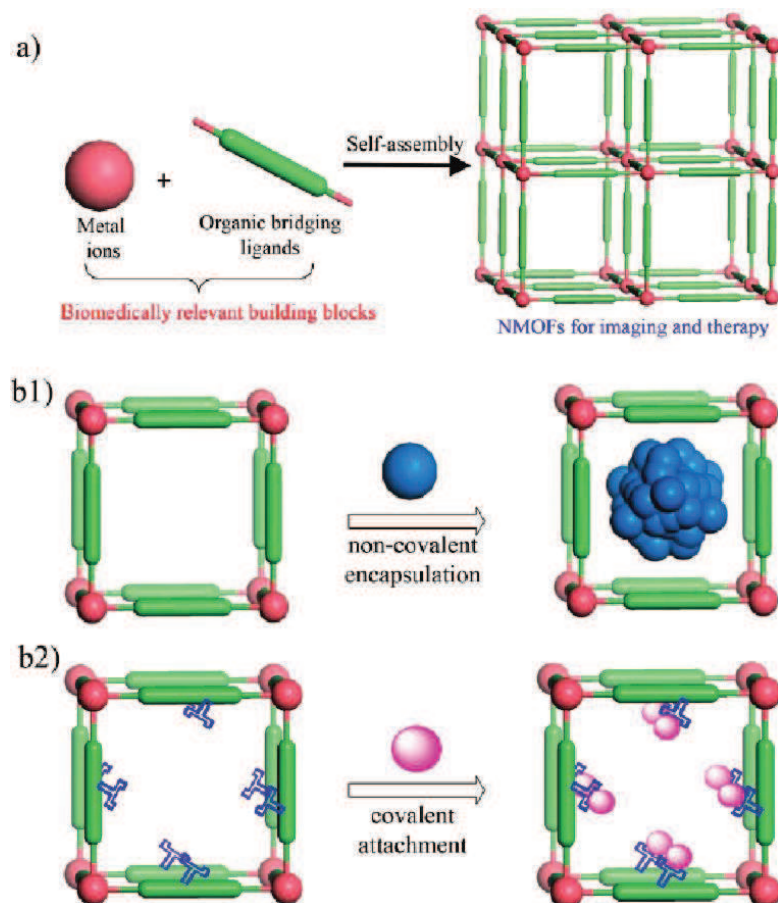 a)
+
Self-assembly
Metal
ions
Organic bridging
ligands
Biomedically relevant building blocks
NMOFs for imaging and therapy
b1)
non-covalent
encapsulation
b2)
covalent
attachment